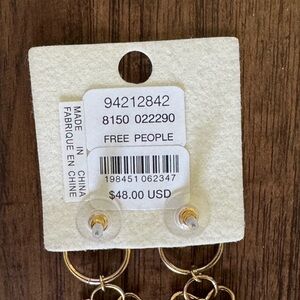 94212842
8150 022290
FREE PEOPLE
MADE IN CHINA
FABRIQUE EN CHINE
198451 062347
$48.00 USD